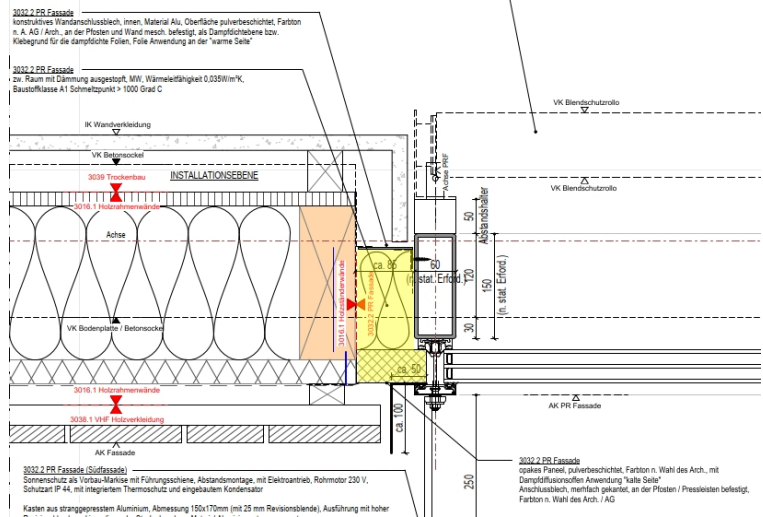 3032.2 PR Fassade
konstruktives Wandanschlussblech, innen, Material Alu, Oberfläche pulverbeschichtet, Farbton
n. A. AG / Arch., an der Pfosten und Wand mesch. befestigt, als Dampfdichtebene bzw.
Klebegrund für die dampfdichte Folien, Folie Anwendung an der "warme Seite"
3032.2 PR Fassade
zw. Raum mit Dämmung ausgestopft, MW, Wärmeleitfähigkeit 0,035W/m²K,
Baustoffklasse A1 Schmeltzpunkt > 1000 Grad C
IK Wandverkleidung
VK Betonsockel
3039 Trockenbau
INSTALLATIONSEBENE
3016.1 Holzrahmenwände
Achse
VK Bodenplatte / Betonsockel
3016.1 Holzrahmenwände
3038.1 VHF Holzverkleidung
AK Fassade
3016.1 Holzständerwände
3032.2 PR Fassade
ca. 85
60
(n. stat. Erford.)
ca. 50
ca. 100
Achse PRF
VK Blendschutzrollo
VK Blendschutzrollo
50
Abstandshalter
120
150
(n. stat. Erford.)
30
AK PR Fassade
250
3032.2 PR Fassade (Südfassade)
Sonnenschutz als Vorbau-Markise mit Führungsschiene, Abstandsmontage, mit Elektroantrieb, Rohrmotor 230 V,
Schutzart IP 44, mit integriertem Thermoschutz und eingebautem Kondensator
Kasten aus stranggepresstem Aluminium, Abmessung 150x170mm (mit 25 mm Revisionsblende), Ausführung mit hoher
3032.2 PR Fassade
opakes Paneel, pulverbeschichtet, Farbton n. Wahl des Arch., mit
Dampfdiffusionsoffen Anwendung "kalte Seite"
Anschlussblech, merhfach gekantet, an der Pfosten / Pressleisten befestigt,
Farbton n. Wahl des Arch. / AG